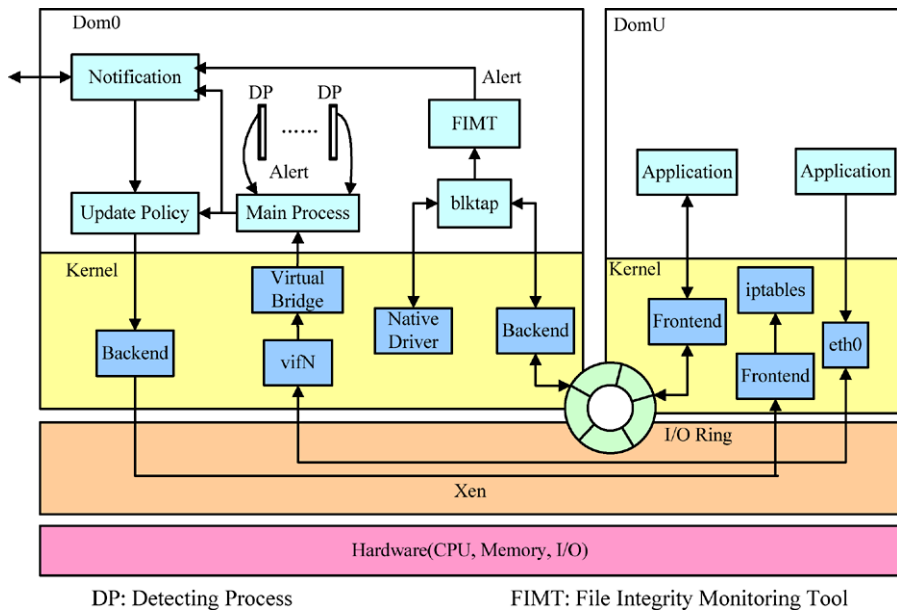 Dom0
DomU
Notification
Alert
DP
DP
......
FIMT
Alert
Application
Application
Update Policy
Main Process
blktap
Kernel
Kernel
Virtual
Bridge
iptables
Native
Driver
Backend
Frontend
Backend
vifN
eth0
Frontend
I/O Ring
Xen
Hardware(CPU, Memory, I/O)
DP: Detecting Process
FIMT: File Integrity Monitoring Tool